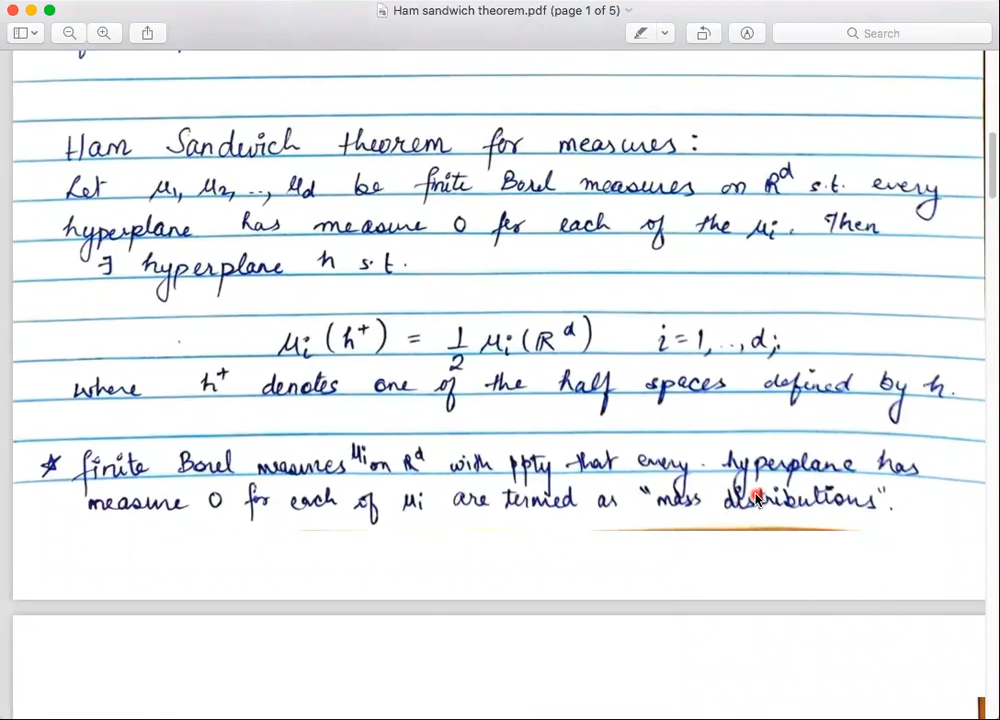 Ham sandwich theorem.pdf (page 1 of 5)
Search
Ham Sandwich theorem for measures:
Let μ1, μ2, .., μd be finite Borel measures on R^d s.t. every
hyperplane has measure 0 for each of the μi. Then
∃ hyperplane h s.t.
μi(h⁺) = 1/2 μi(R^d) i=1,..,d;
where h⁺ denotes one of the half spaces defined by h.
☆ finite Borel measures μi on R^d with ppty that every hyperplane has
measure 0 for each of μi are termed as "mass distributions".